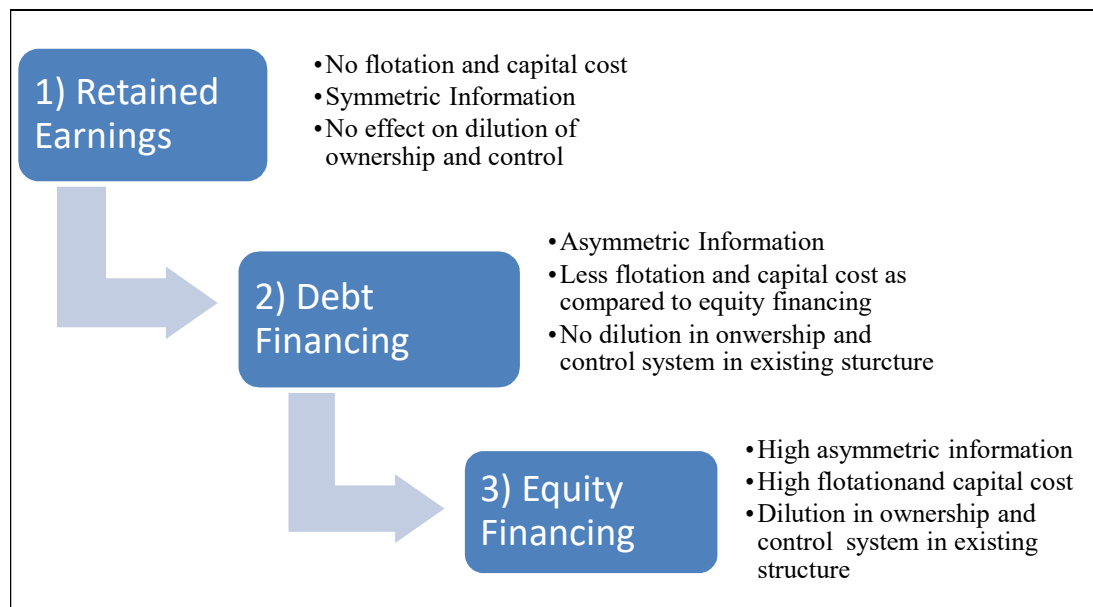 1) Retained
Earnings
•No flotation and capital cost
•Symmetric Information
•No effect on dilution of
ownership and control
2) Debt
Financing
•Asymmetric Information
•Less flotation and capital cost as
compared to equity financing
•No dilution in onwership and
control system in existing sturcture
3) Equity
Financing
•High asymmetric information
•High flotationand capital cost
•Dilution in ownership and
control system in existing
structure